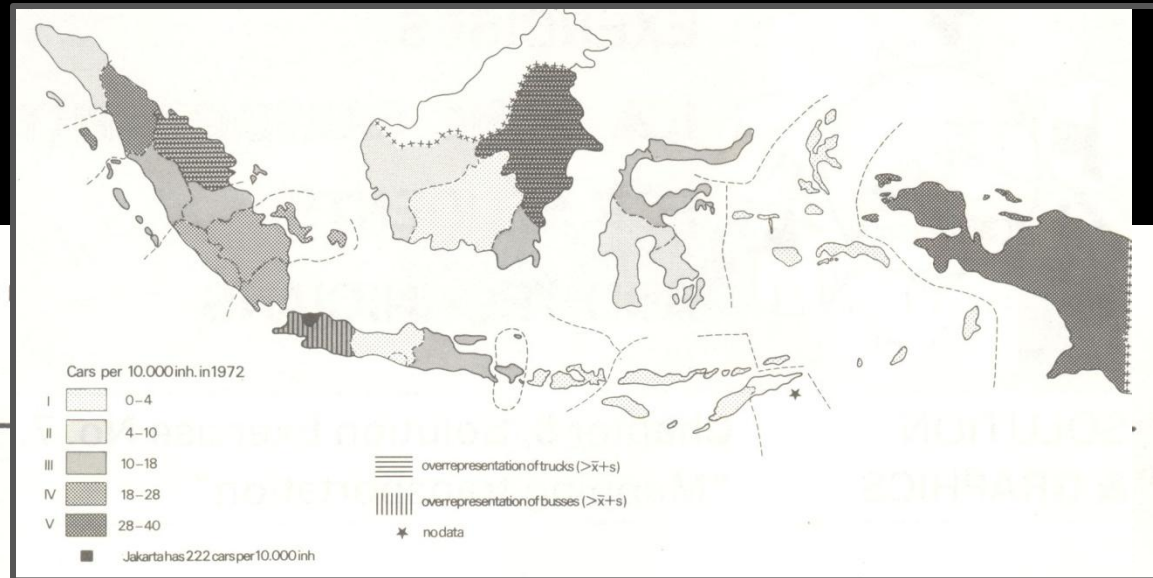 Cars per 10.000 inh. in 1972
I 0–4
II 4–10
III 10–18
IV 18–28
V 28–40
Jakarta has 222 cars per 10.000 inh
overrepresentation of trucks (>x̄+s)
overrepresentation of busses (>x̄+s)
no data